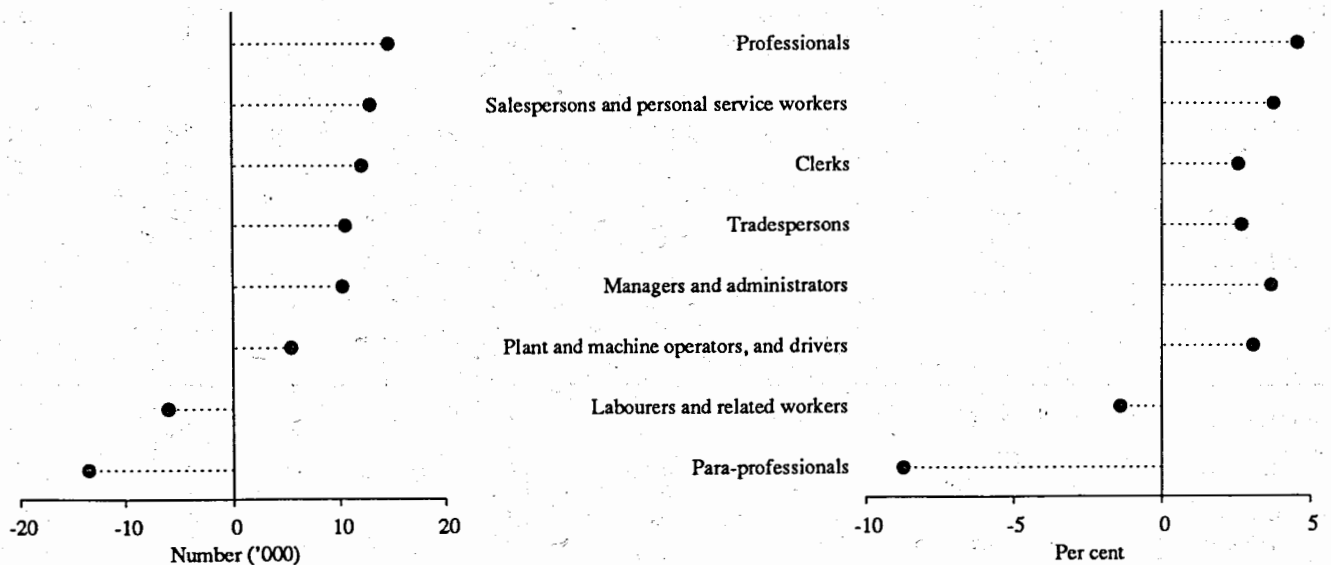 Professionals
Salespersons and personal service workers
Clerks
Tradespersons
Managers and administrators
Plant and machine operators, and drivers
Labourers and related workers
Para-professionals
-20 -10 0 10 20
Number ('000)
-10 -5 0 5
Per cent